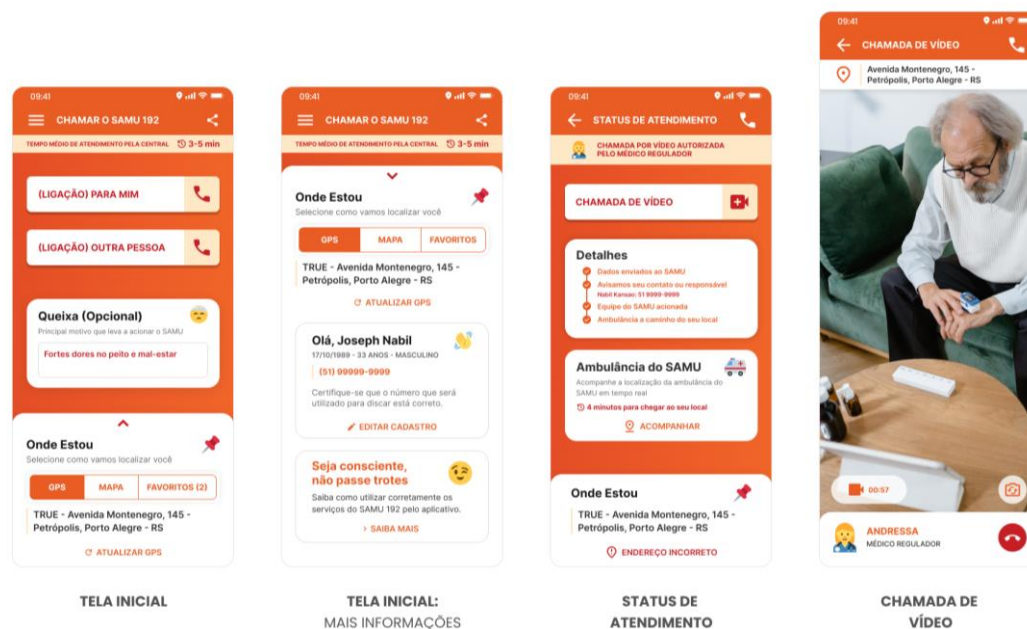 09:41
CHAMAR O SAMU 192
TEMPO MÉDIO DE ATENDIMENTO PELA CENTRAL 3-5 min
(LIGAÇÃO) PARA MIM
(LIGAÇÃO) OUTRA PESSOA
Queixa (Opcional)
Principal motivo que leva a acionar o SAMU
Fortes dores no peito e mal-estar
Onde Estou
Selecione como vamos localizar você
GPS MAPA FAVORITOS (2)
TRUE - Avenida Montenegro, 145 -
Petrópolis, Porto Alegre - RS
ATUALIZAR GPS
TELA INICIAL
09:41
CHAMAR O SAMU 192
TEMPO MÉDIO DE ATENDIMENTO PELA CENTRAL 3-5 min
Onde Estou
Selecione como vamos localizar você
GPS MAPA FAVORITOS
TRUE - Avenida Montenegro, 145 -
Petrópolis, Porto Alegre - RS
ATUALIZAR GPS
Olá, Joseph Nabil
17/10/1989 - 33 ANOS - MASCULINO
(51) 99999-9999
Certifique-se que o número que será
utilizado para discar está correto.
EDITAR CADASTRO
Seja consciente,
não passe trotes
Saiba como utilizar corretamente os
serviços do SAMU 192 pelo aplicativo.
> SAIBA MAIS
TELA INICIAL:
MAIS INFORMAÇÕES
09:41
STATUS DE ATENDIMENTO
CHAMADA POR VÍDEO AUTORIZADA
PELO MÉDICO REGULADOR
CHAMADA DE VÍDEO
Detalhes
Dados enviados ao SAMU
Avisamos seu contato ou responsável
Nabil Kansao: 51 9999-9999
Equipe do SAMU acionada
Ambulância a caminho do seu local
Ambulância do SAMU
Acompanhe a localização da ambulância do
SAMU em tempo real
4 minutos para chegar ao seu local
ACOMPANHAR
Onde Estou
TRUE - Avenida Montenegro, 145 -
Petrópolis, Porto Alegre - RS
ENDEREÇO INCORRETO
STATUS DE
ATENDIMENTO
09:41
CHAMADA DE VÍDEO
Avenida Montenegro, 145 -
Petrópolis, Porto Alegre - RS
00:57
ANDRESSA
MÉDICO REGULADOR
CHAMADA DE
VÍDEO